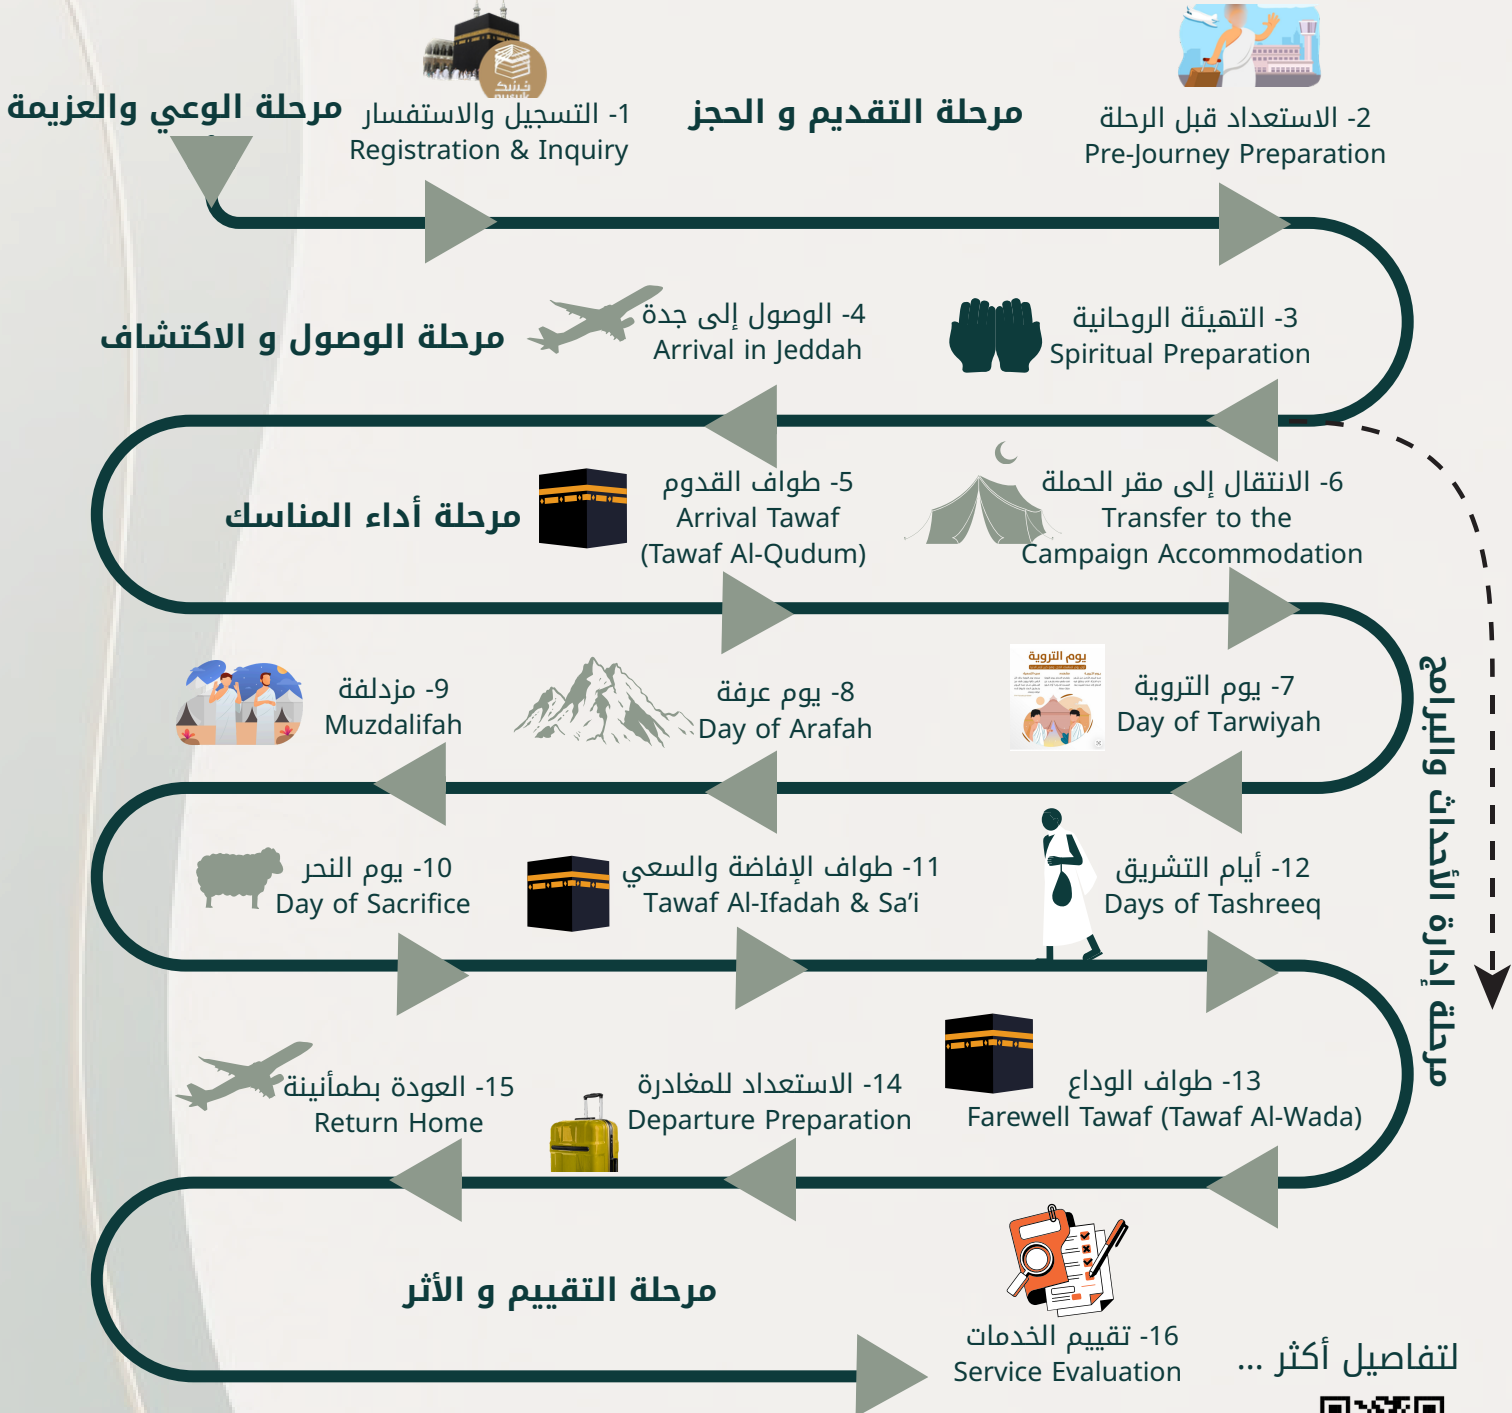 مرحلة الوعي والعزيمة
1- التسجيل والاستفسار
Registration & Inquiry
نسك
nusuk
مرحلة التقديم و الحجز
2- الاستعداد قبل الرحلة
Pre-Journey Preparation
3- التهيئة الروحانية
Spiritual Preparation
4- الوصول إلى جدة
Arrival in Jeddah
مرحلة الوصول و الاكتشاف
مرحلة أداء المناسك
5- طواف القدوم
Arrival Tawaf
(Tawaf Al-Qudum)
6- الانتقال إلى مقر الحملة
Transfer to the
Campaign Accommodation
مرحلة إدارة الأحداث والبرامج
7- يوم التروية
Day of Tarwiyah
يوم التروية
8- يوم عرفة
Day of Arafah
9- مزدلفة
Muzdalifah
10- يوم النحر
Day of Sacrifice
11- طواف الإفاضة والسعي
Tawaf Al-Ifadah & Sa’i
12- أيام التشريق
Days of Tashreeq
13- طواف الوداع
Farewell Tawaf (Tawaf Al-Wada)
14- الاستعداد للمغادرة
Departure Preparation
15- العودة بطمأنينة
Return Home
مرحلة التقييم و الأثر
16- تقييم الخدمات
Service Evaluation
لتفاصيل أكثر ...